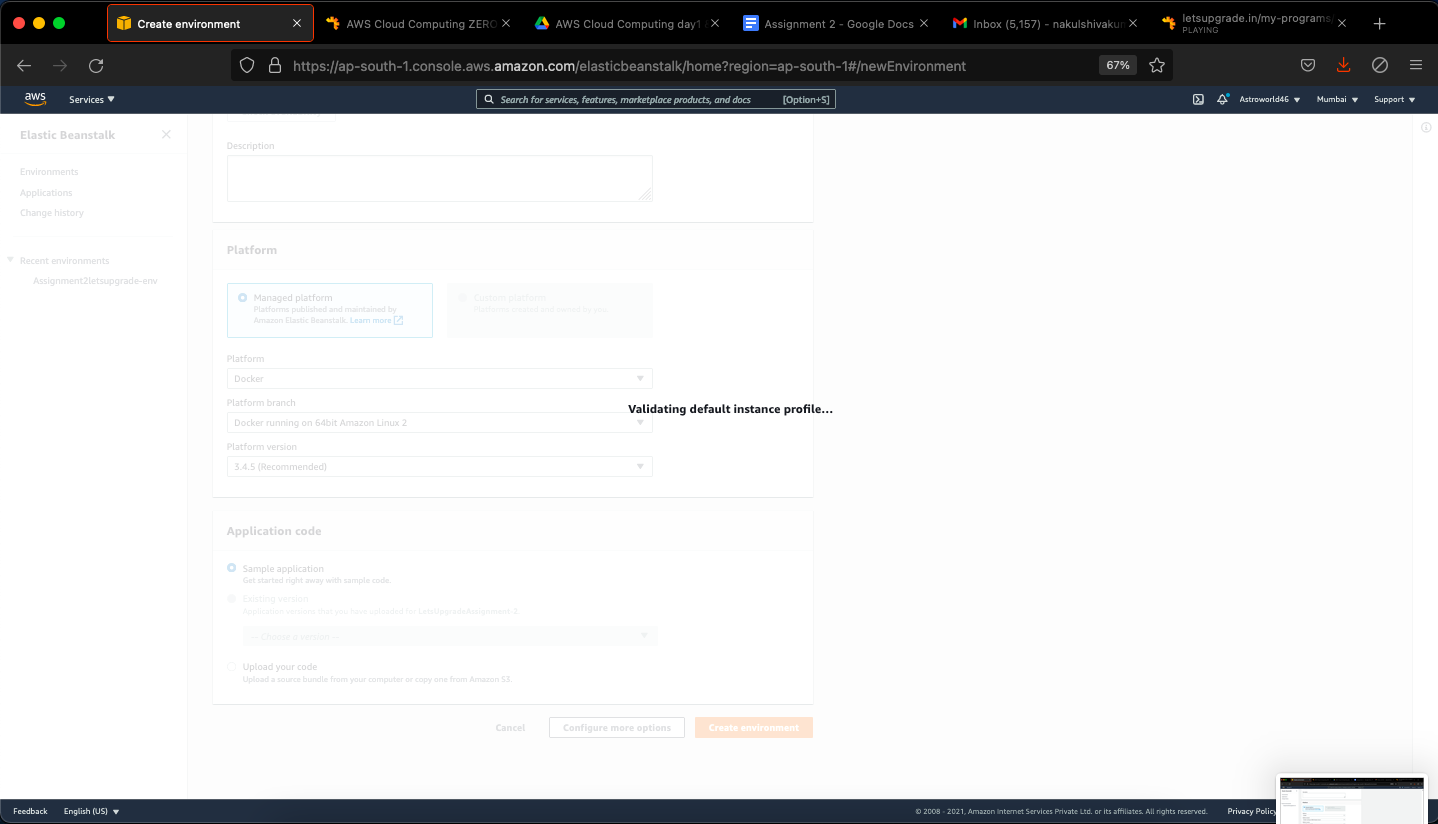 Create environment
AWS Cloud Computing ZERO
AWS Cloud Computing day1
Assignment 2 - Google Docs
Inbox (5,157) - nakulshivakum
letsupgrade.in/my-programs/
PLAYING
https://ap-south-1.console.aws.amazon.com/elasticbeanstalk/home?region=ap-south-1#/newEnvironment
67%
aws
Services
Search for services, features, marketplace products, and docs
[Option+S]
Astroworld46
Mumbai
Support
Elastic Beanstalk
Environments
Applications
Change history
Recent environments
Assignment2letsupgrade-env
Description
Platform
Managed platform
Platforms published and maintained by
Amazon Elastic Beanstalk. Learn more
Custom platform
Platforms created and owned by you.
Platform
Docker
Platform branch
Docker running on 64bit Amazon Linux 2
Platform version
3.4.5 (Recommended)
Validating default instance profile...
Application code
Sample application
Get started right away with sample code.
Existing version
Application versions that you have uploaded for LetsUpgradeAssignment-2.
-- Choose a version --
Upload your code
Upload a source bundle from your computer or copy one from Amazon S3.
Cancel
Configure more options
Create environment
Feedback
English (US)
© 2008 - 2021, Amazon Internet Services Private Ltd. or its affiliates. All rights reserved.
Privacy Policy